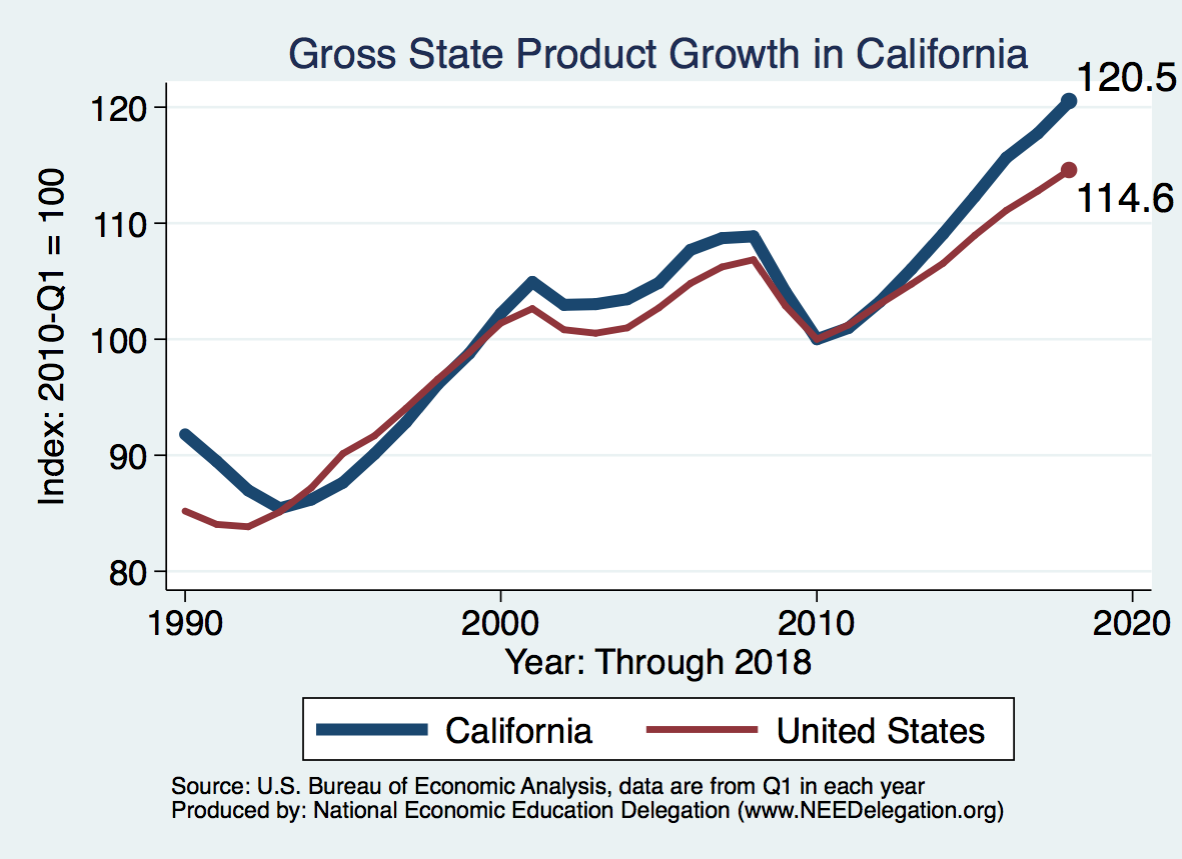 Gross State Product Growth in California
120.5
114.6
120
110
100
90
80
Index: 2010-Q1 = 100
1990 2000 2010 2020
Year: Through 2018
California United States
Source: U.S. Bureau of Economic Analysis, data are from Q1 in each year
Produced by: National Economic Education Delegation (www.NEEDelegation.org)